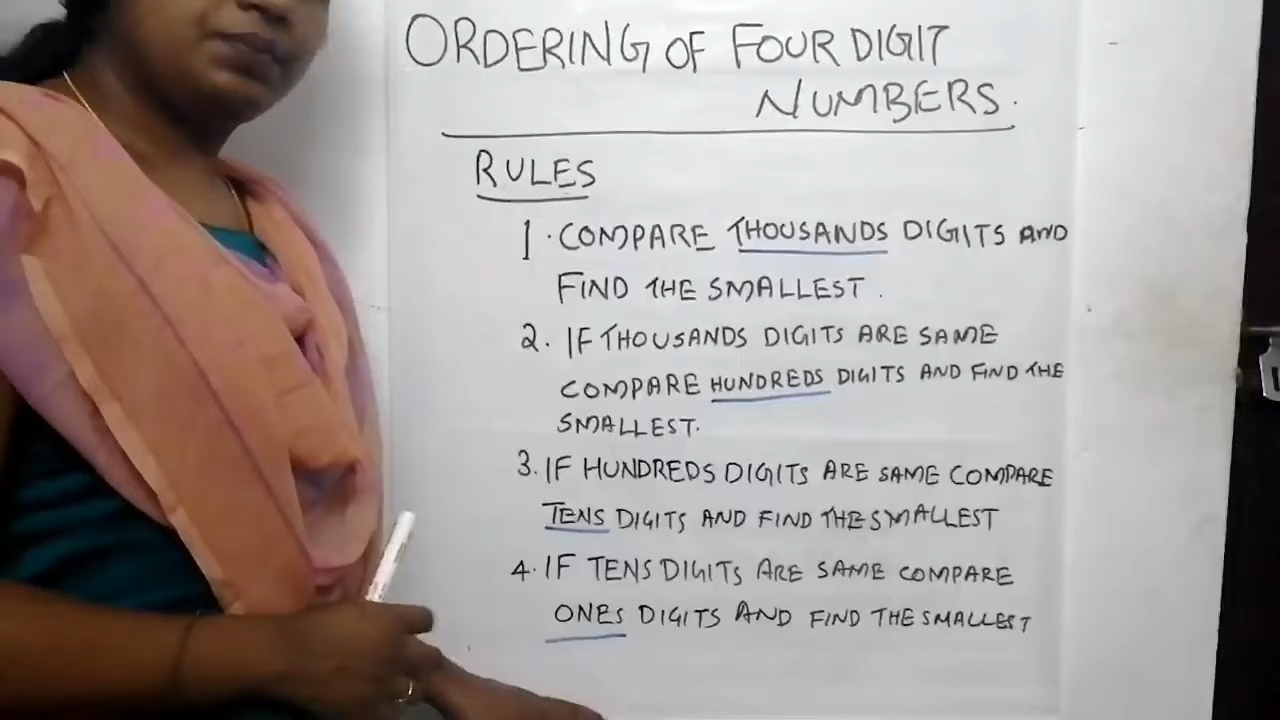 ORDERING OF FOUR DIGIT
NUMBERS.
RULES
1. COMPARE THOUSANDS DIGITS AND
FIND THE SMALLEST.
2. IF THOUSANDS DIGITS ARE SAME
COMPARE HUNDREDS DIGITS AND FIND THE
SMALLEST.
3. IF HUNDREDS DIGITS ARE SAME COMPARE
TENS DIGITS AND FIND THE SMALLEST
4. IF TENS DIGITS ARE SAME COMPARE
ONES DIGITS AND FIND THE SMALLEST